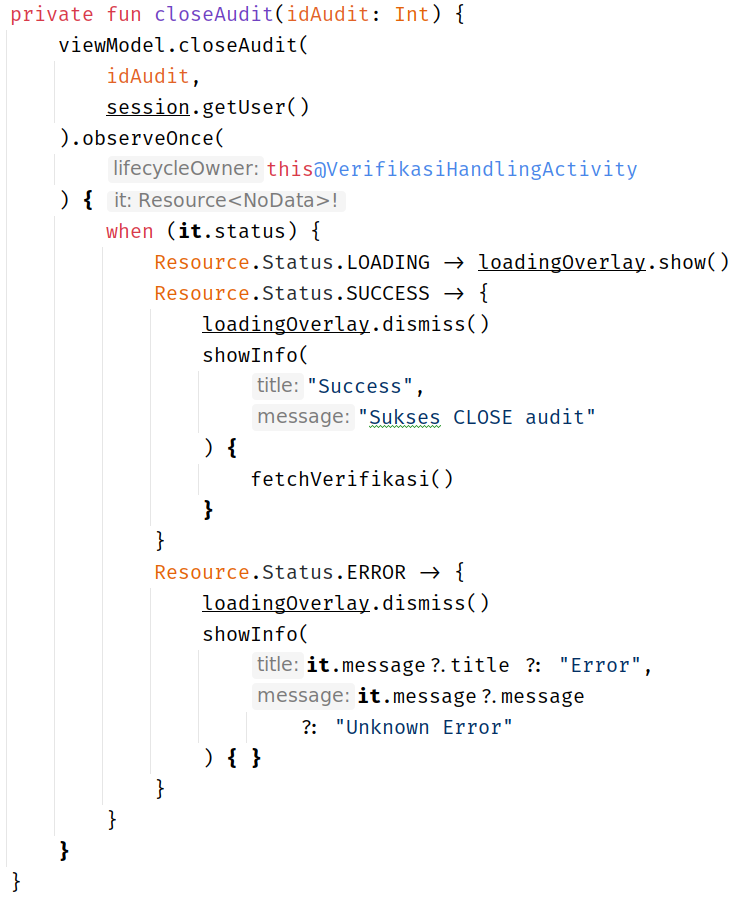 private fun closeAudit(idAudit: Int) {
    viewModel.closeAudit(
        idAudit,
        session.getUser()
    ).observeOnce(
        lifecycleOwner: this@VerifikasiHandlingActivity
    ) { it: Resource<NoData>!
        when (it.status) {
            Resource.Status.LOADING -> loadingOverlay.show()
            Resource.Status.SUCCESS -> {
                loadingOverlay.dismiss()
                showInfo(
                    title: "Success",
                    message: "Sukses CLOSE audit"
                ) {
                    fetchVerifikasi()
                }
            }
            Resource.Status.ERROR -> {
                loadingOverlay.dismiss()
                showInfo(
                    title: it.message?.title ?: "Error",
                    message: it.message?.message
                        ?: "Unknown Error"
                ) { }
            }
        }
    }
}